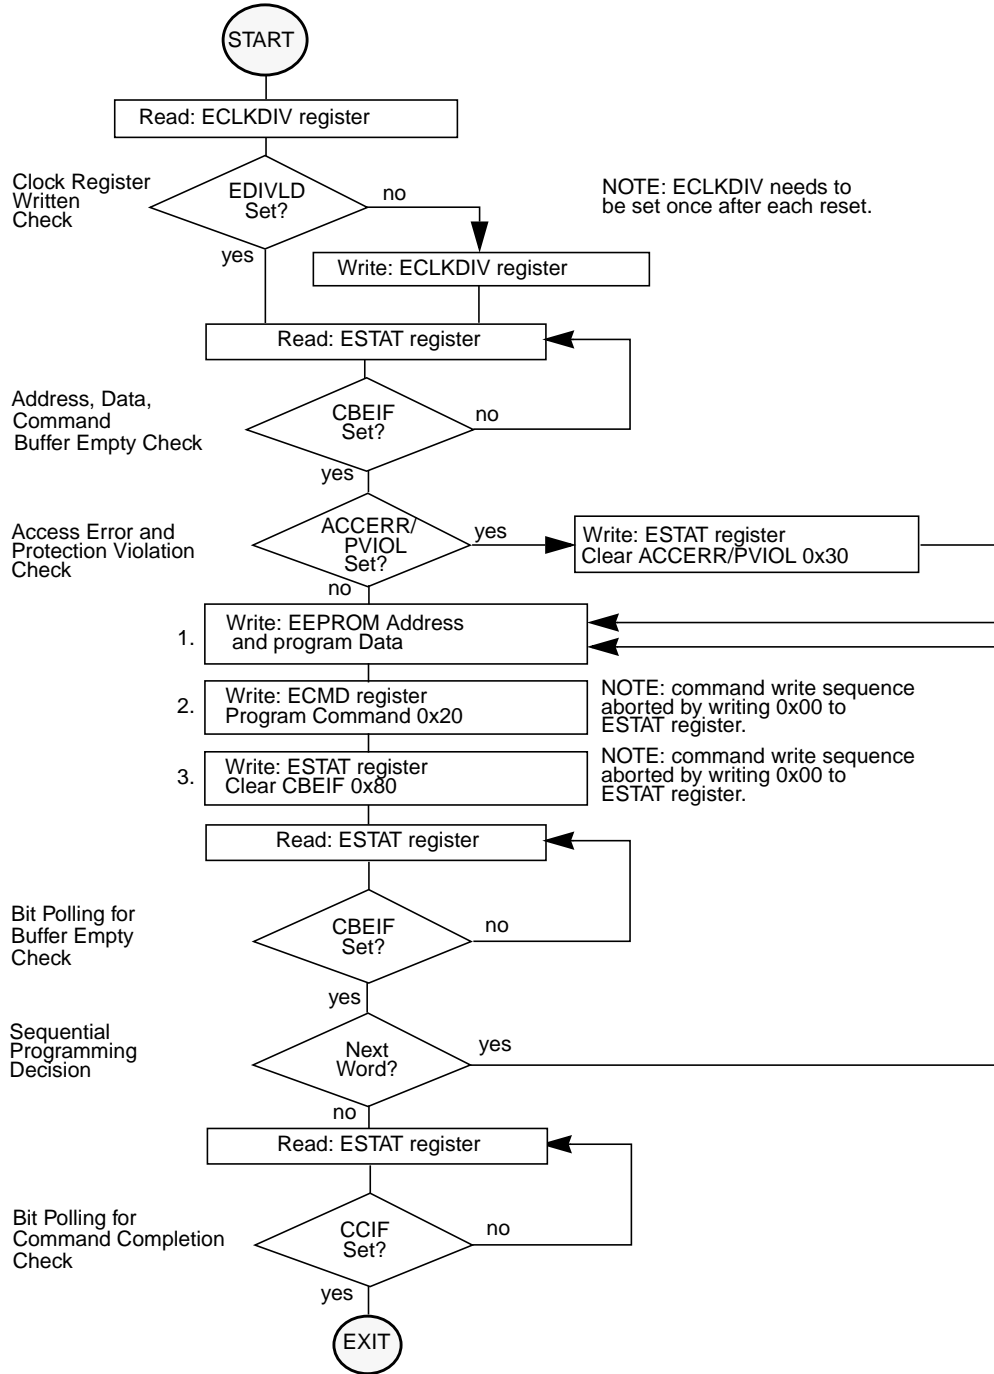 START
Read: ECLKDIV register
Clock Register
Written
Check
EDIVLD
Set?
no
yes
NOTE: ECLKDIV needs to
be set once after each reset.
Write: ECLKDIV register
Read: ESTAT register
Address, Data,
Command
Buffer Empty Check
CBEIF
Set?
no
yes
Access Error and
Protection Violation
Check
ACCERR/
PVIOL
Set?
yes
no
Write: ESTAT register
Clear ACCERR/PVIOL 0x30
1.
Write: EEPROM Address
and program Data
2.
Write: ECMD register
Program Command 0x20
NOTE: command write sequence
aborted by writing 0x00 to
ESTAT register.
3.
Write: ESTAT register
Clear CBEIF 0x80
NOTE: command write sequence
aborted by writing 0x00 to
ESTAT register.
Read: ESTAT register
Bit Polling for
Buffer Empty
Check
CBEIF
Set?
no
yes
Sequential
Programming
Decision
Next
Word?
yes
no
Read: ESTAT register
Bit Polling for
Command Completion
Check
CCIF
Set?
no
yes
EXIT